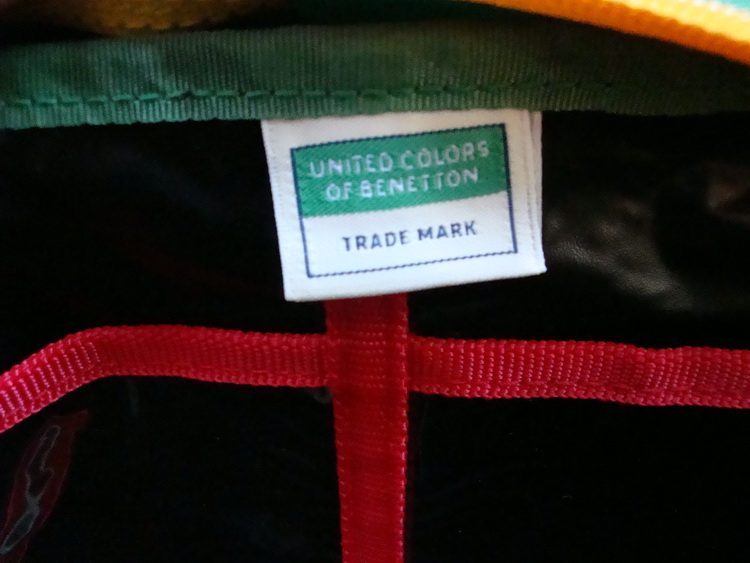 UNITED COLORS
OF BENETTON
TRADE MARK